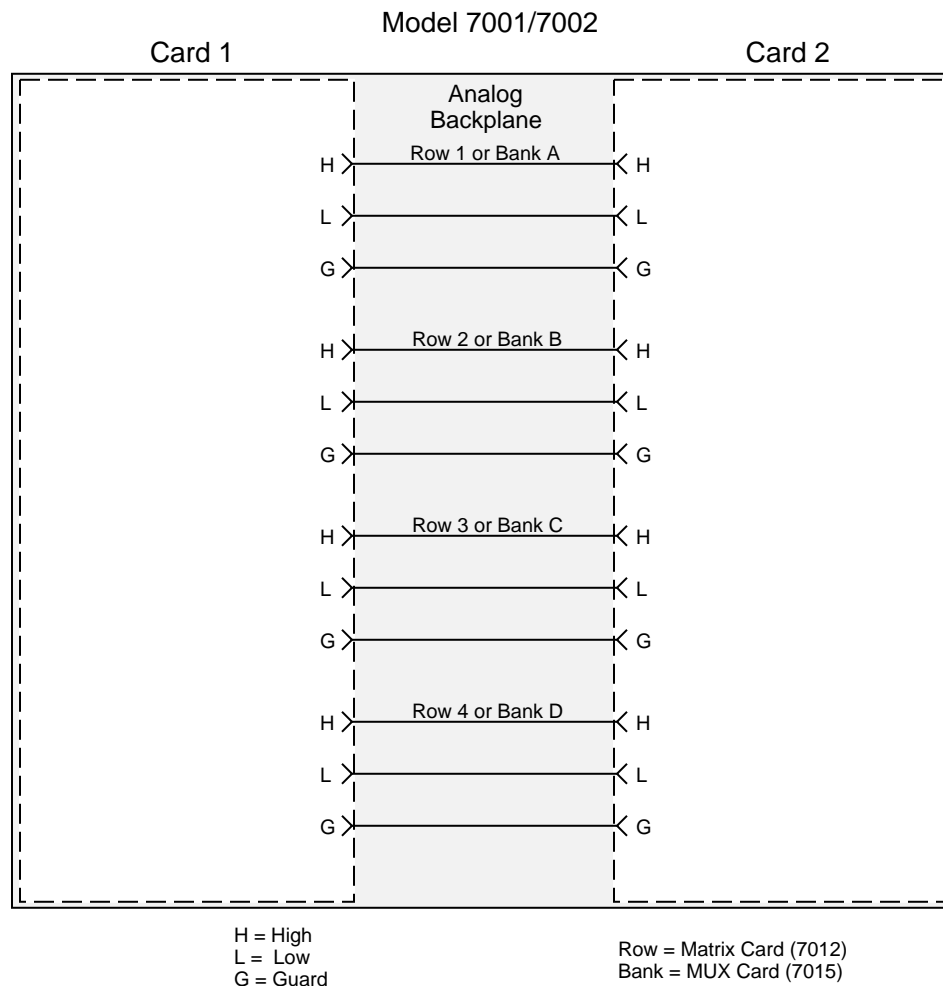 Model 7001/7002
Card 1 Card 2
Analog
Backplane
Row 1 or Bank A
H H
L L
G G
Row 2 or Bank B
H H
L L
G G
Row 3 or Bank C
H H
L L
G G
Row 4 or Bank D
H H
L L
G G
H = High
L = Low
G = Guard
Row = Matrix Card (7012)
Bank = MUX Card (7015)